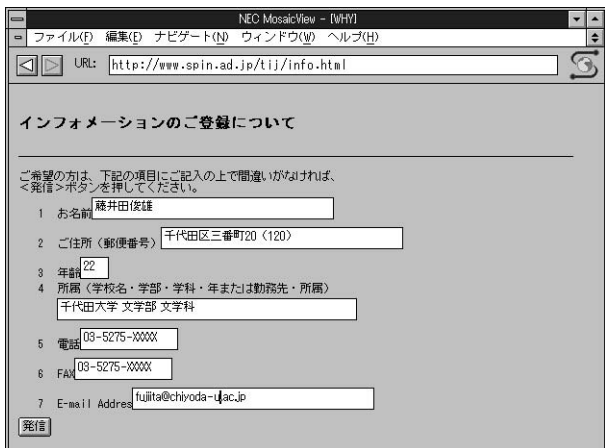 NEC MosaicView - [WHY]
ファイル(F) 編集(E) ナビゲート(N) ウィンドウ(W) ヘルプ(H)
URL: http://www.spin.ad.jp/tij/info.html
インフォメーションのご登録について
ご希望の方は、下記の項目にご記入の上で間違いがなければ、
<発信>ボタンを押してください。
1 お名前 藤井田俊雄
2 ご住所(郵便番号) 千代田区三番町20(120)
3 年齢 22
4 所属(学校名・学部・学科・年または勤務先・所属)
千代田大学 文学部 文学科
5 電話 03-5275-XXXX
6 FAX 03-5275-XXXX
7 E-mail Addres fujiita@chiyoda-u.ac.jp
発信